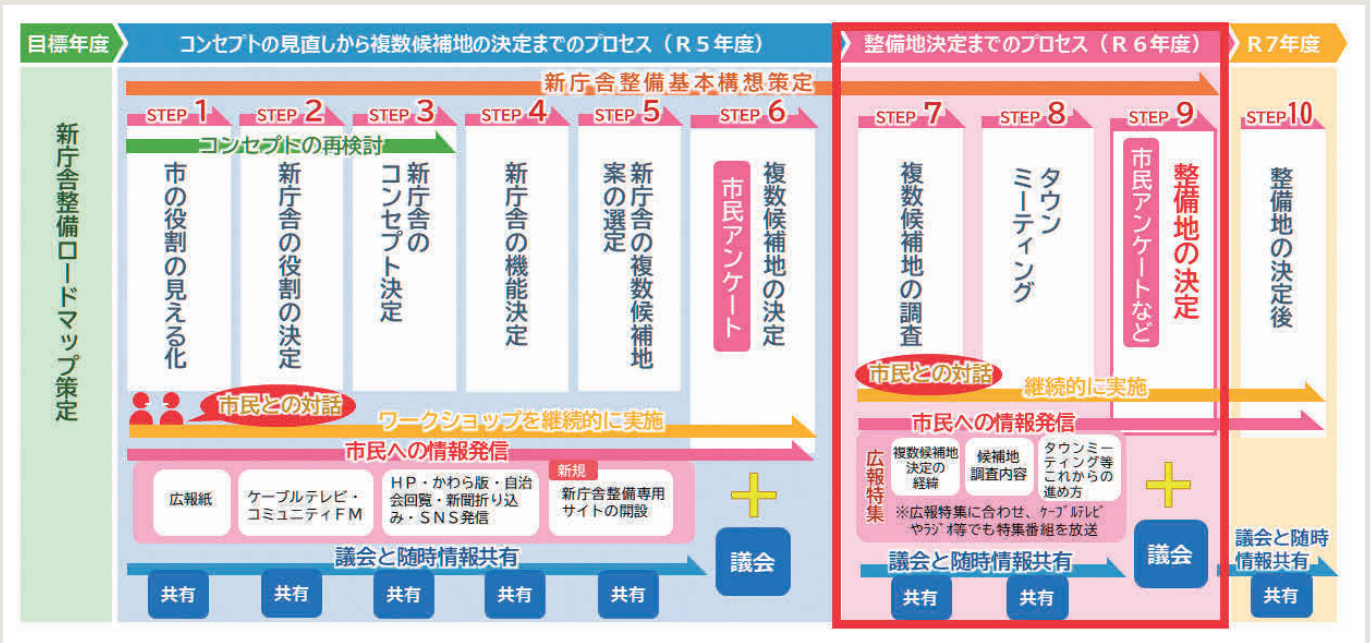 目標年度
コンセプトの見直しから複数候補地の決定までのプロセス（R５年度）
整備地決定までのプロセス（R６年度）
R７年度
新庁舎整備ロードマップ策定
新庁舎整備基本構想策定
STEP 1
STEP 2
STEP 3
STEP 4
STEP 5
STEP 6
STEP 7
STEP 8
STEP 9
STEP 10
コンセプトの再検討
市の役割の見える化
新庁舎の役割の決定
新庁舎の
コンセプト決定
新庁舎の機能決定
新庁舎の複数候補地
案の選定
複数候補地の決定
市民アンケート
複数候補地の調査
タウン
ミーティング
整備地の決定
市民アンケートなど
整備地の決定後
市民との対話
ワークショップを継続的に実施
市民への情報発信
広報紙
ケーブルテレビ・
コミュニティＦＭ
ＨＰ・かわら版・自治
会回覧・新聞折り込
み・ＳＮＳ発信
新規
新庁舎整備専用
サイトの開設
議会と随時情報共有
共有
共有
共有
共有
共有
＋
議会
市民との対話
継続的に実施
市民への情報発信
広報特集
複数候補地
決定の
経緯
候補地
調査内容
タウンミー
ティング等
これからの
進め方
※広報特集に合わせ、ｹｰﾌﾞﾙﾃﾚﾋﾞ
やﾗｼﾞｵ等でも特集番組を放送
議会と随時情報共有
共有
共有
＋
議会
議会と随時
情報共有
共有